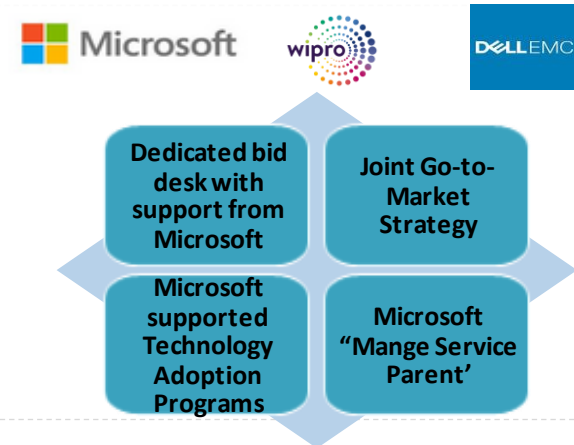 Microsoft
wipro
DELLEMC
Dedicated bid
desk with
support from
Microsoft
Joint Go-to-
Market
Strategy
Microsoft
supported
Technology
Adoption
Programs
Microsoft
“Mange Service
Parent’